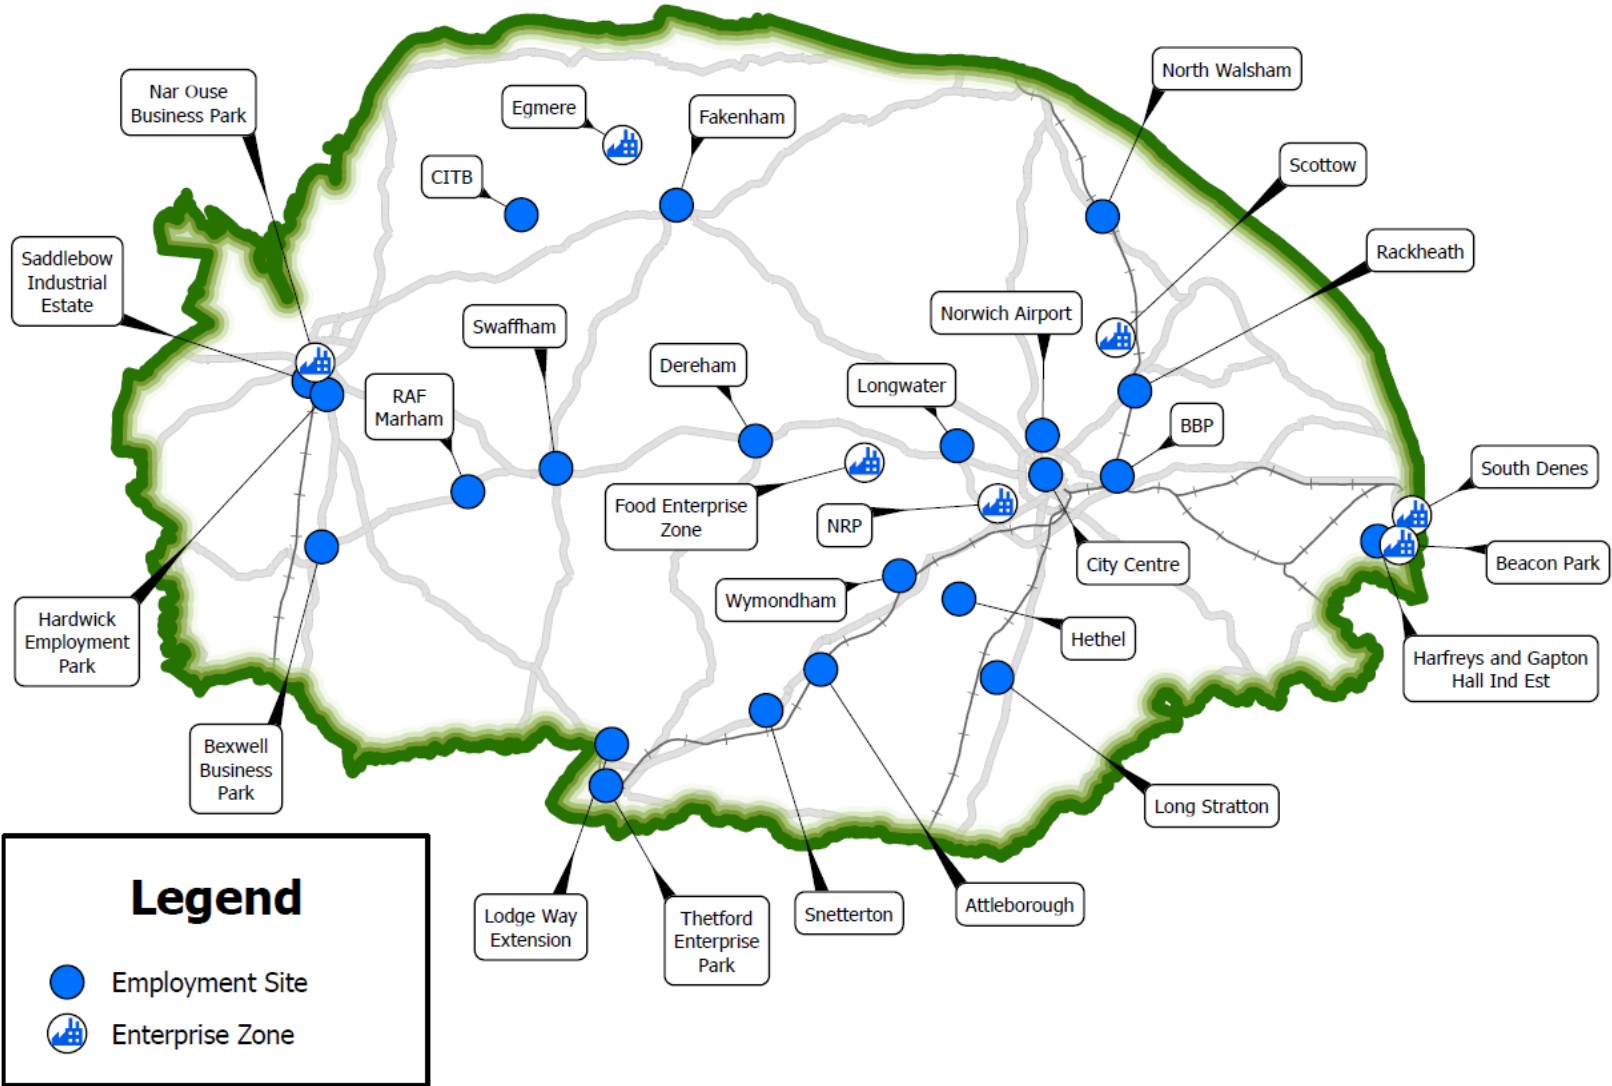 North Walsham
Nar Ouse
Business Park
Egmere
Fakenham
Scottow
CITB
Rackheath
Saddlebow
Industrial
Estate
Norwich Airport
Swaffham
Dereham
Longwater
RAF
Marham
BBP
South Denes
Food Enterprise
Zone
NRP
City Centre
Beacon Park
Wymondham
Hethel
Hardwick
Employment
Park
Harfreys and Gapton
Hall Ind Est
Bexwell
Business
Park
Long Stratton
Lodge Way
Extension
Thetford
Enterprise
Park
Snetterton
Attleborough
Legend
Employment Site
Enterprise Zone